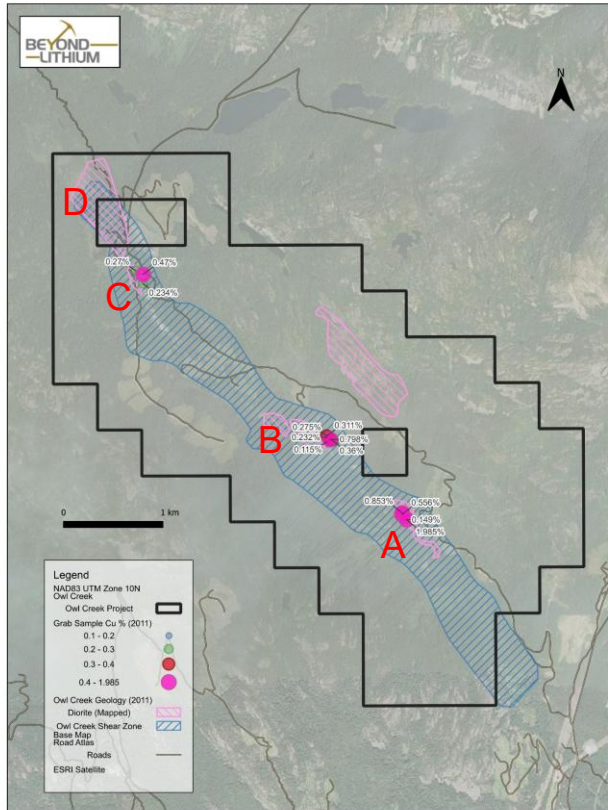 BEYOND
LITHIUM
N
D
0.27%
0.47%
0.234%
C
B
0.275%
0.311%
0.232%
0.798%
0.115%
0.36%
0.853%
0.556%
0.149%
1.985%
A
0
1 km
Legend
NAD83 UTM Zone 10N
Owl Creek
Owl Creek Project
Grab Sample Cu % (2011)
0.1 - 0.2
0.2 - 0.3
0.3 - 0.4
0.4 - 1.985
Owl Creek Geology (2011)
Diorite (Mapped)
Owl Creek Shear Zone
Base Map
Road Atlas
Roads
ESRI Satellite